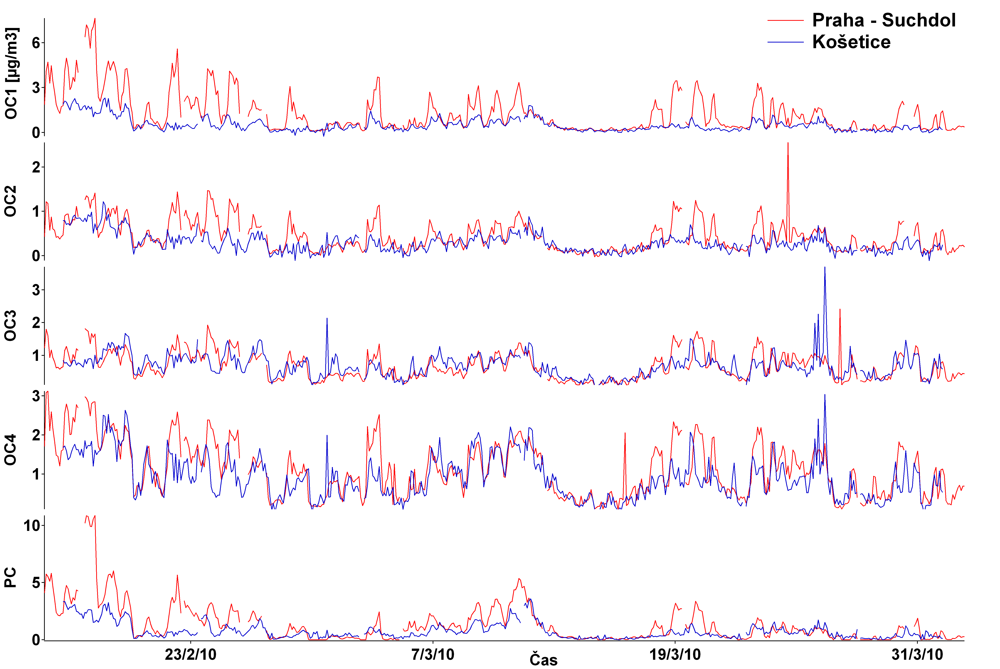 Praha - Suchdol
Košetice
OC1 [µg/m3]
6
3
0
OC2
2
1
0
OC3
3
2
1
OC4
3
2
1
PC
10
5
0
23/2/10
7/3/10
19/3/10
31/3/10
Čas